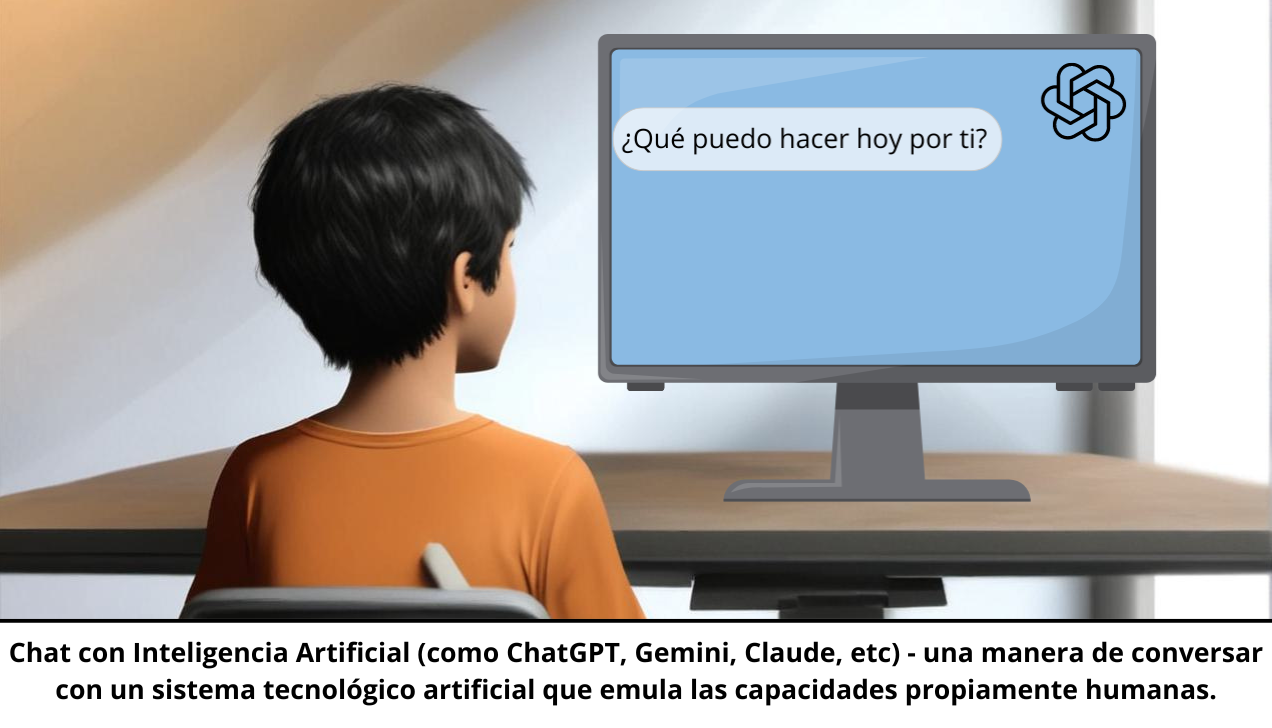 ¿Qué puedo hacer hoy por ti?
Chat con Inteligencia Artificial (como ChatGPT, Gemini, Claude, etc) - una manera de conversar
con un sistema tecnológico artificial que emula las capacidades propiamente humanas.